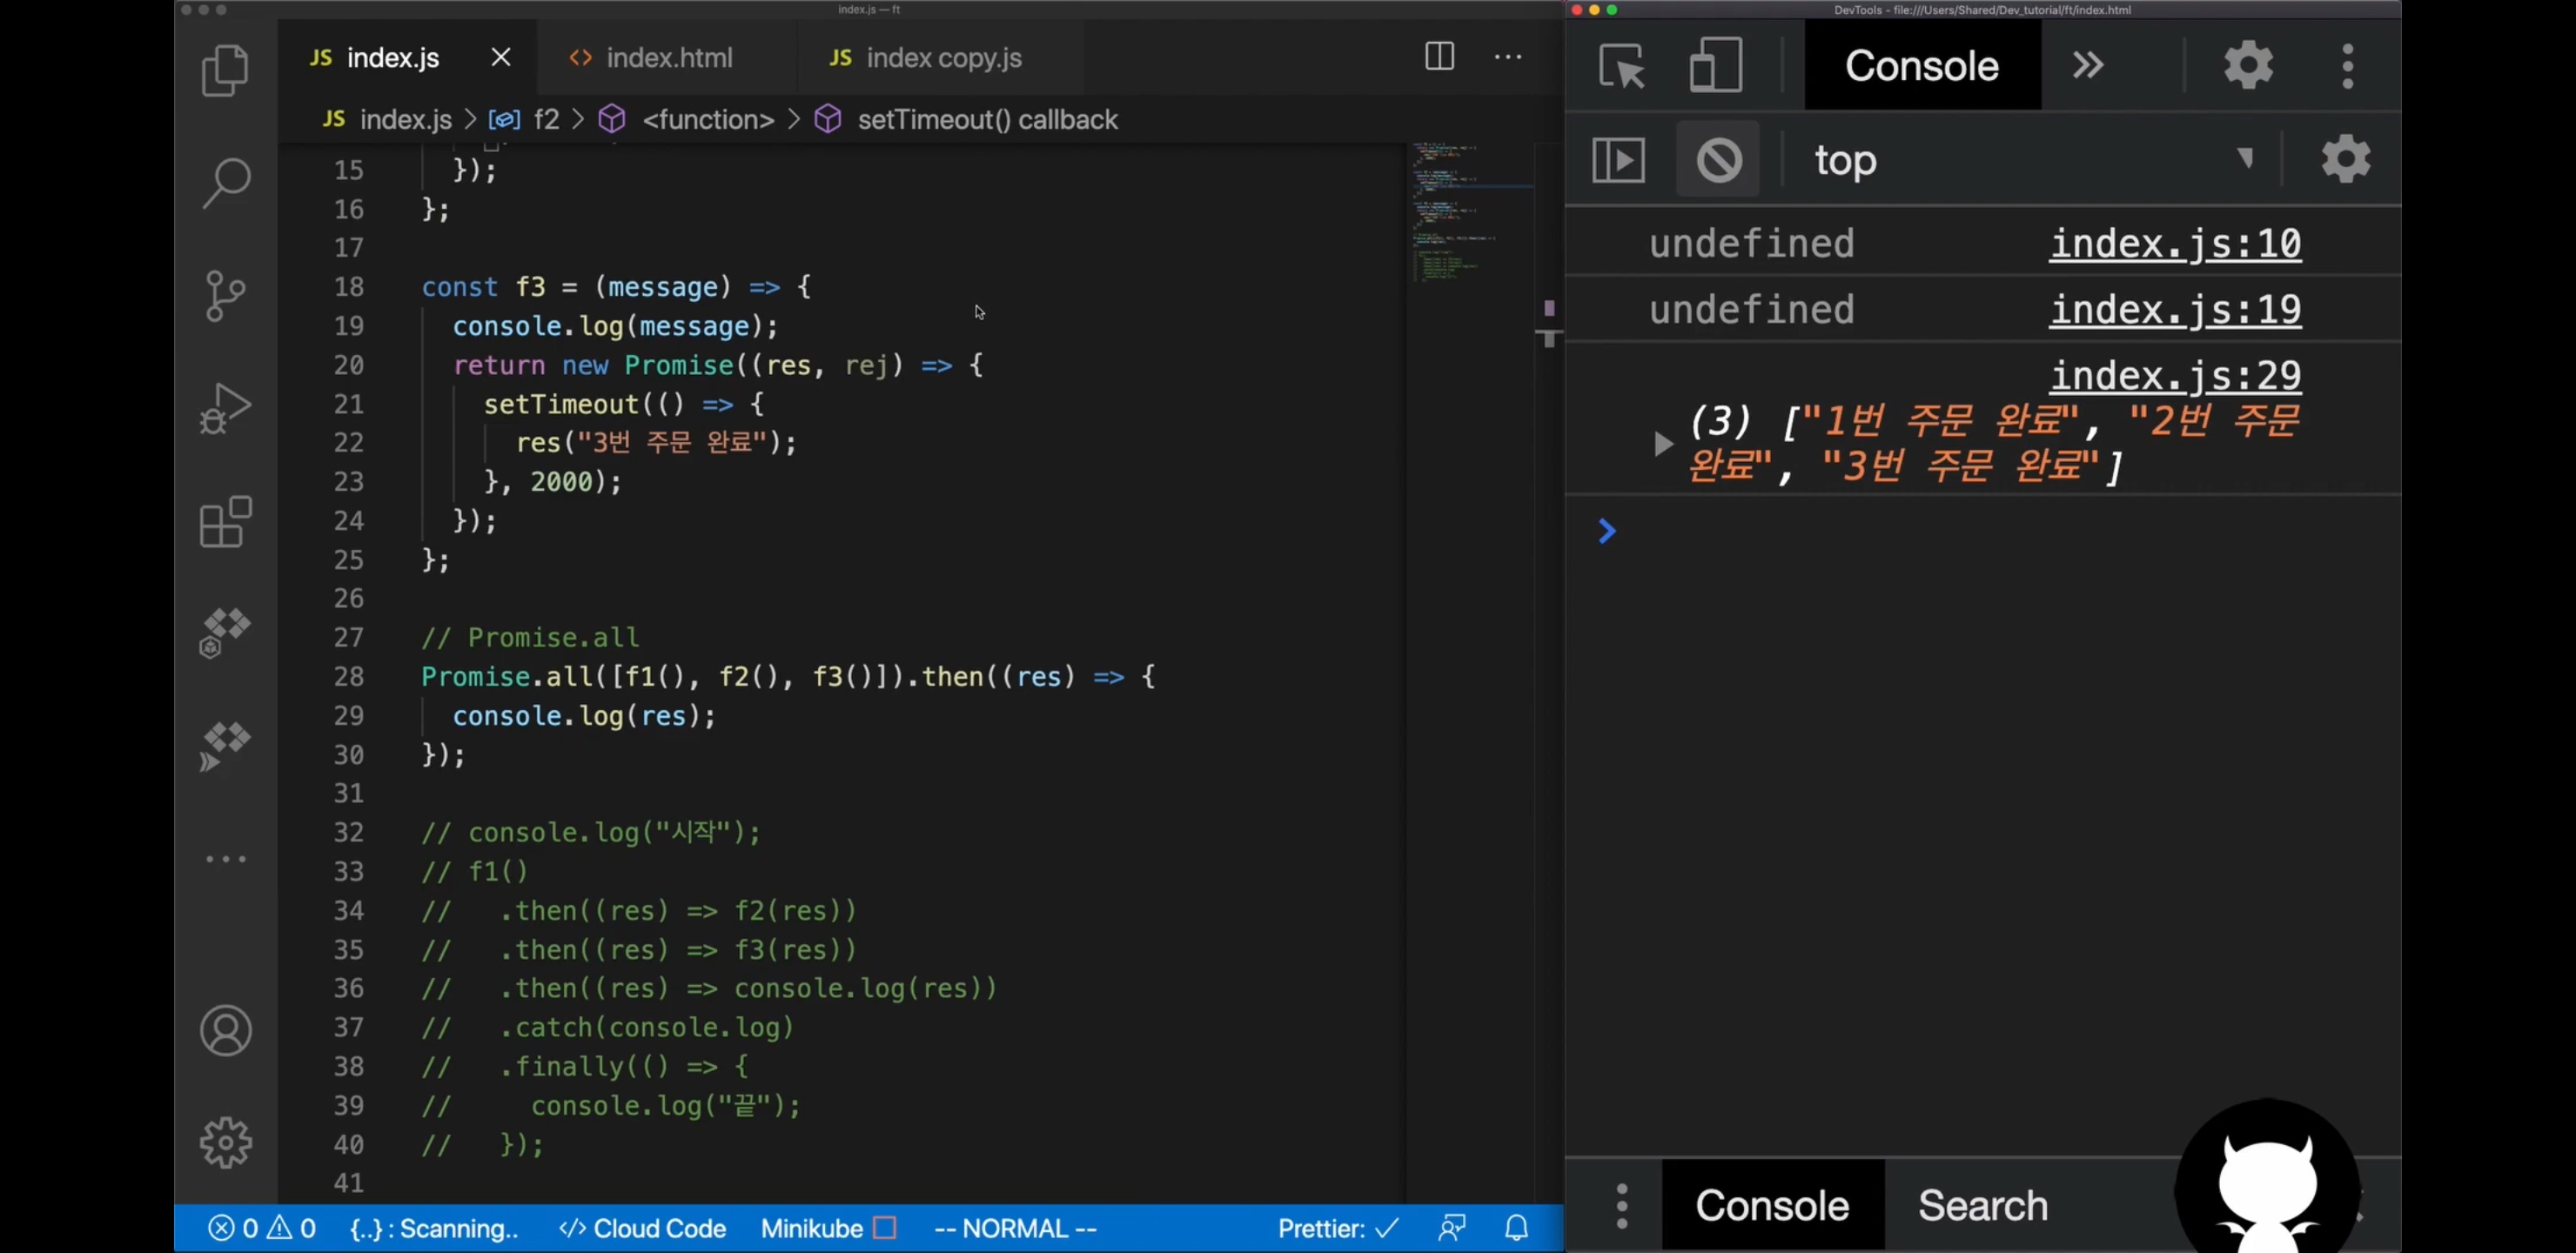 index.js — ft
JS index.js
index.html
JS index copy.js
JS index.js > f2 > <function> > setTimeout() callback
15 });
16 };
17
18 const f3 = (message) => {
19 console.log(message);
20 return new Promise((res, rej) => {
21 setTimeout(() => {
22 res("3번 주문 완료");
23 }, 2000);
24 });
25 };
26
27 // Promise.all
28 Promise.all([f1(), f2(), f3()]).then((res) => {
29 console.log(res);
30 });
31
32 // console.log("시작");
33 // f1()
34 // .then((res) => f2(res))
35 // .then((res) => f3(res))
36 // .then((res) => console.log(res))
37 // .catch(console.log)
38 // .finally(() => {
39 // console.log("끝");
40 // });
41
0 0 {..} : Scanning.. </> Cloud Code Minikube -- NORMAL -- Prettier: ✓
DevTools - file:///Users/Shared/Dev_tutorial/ft/index.html
Console
top
undefined index.js:10
undefined index.js:19
index.js:29
(3) ["1번 주문 완료", "2번 주문
완료", "3번 주문 완료"]
Console Search